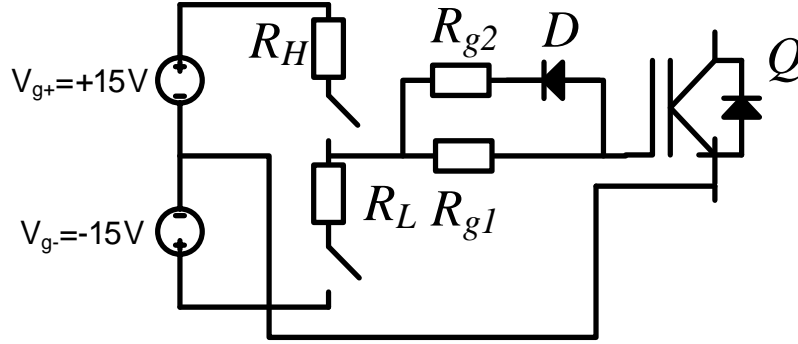 R_H
R_g2
D
Q
V_g+=+15V
+
−
R_L
R_g1
V_g-=-15V
−
+